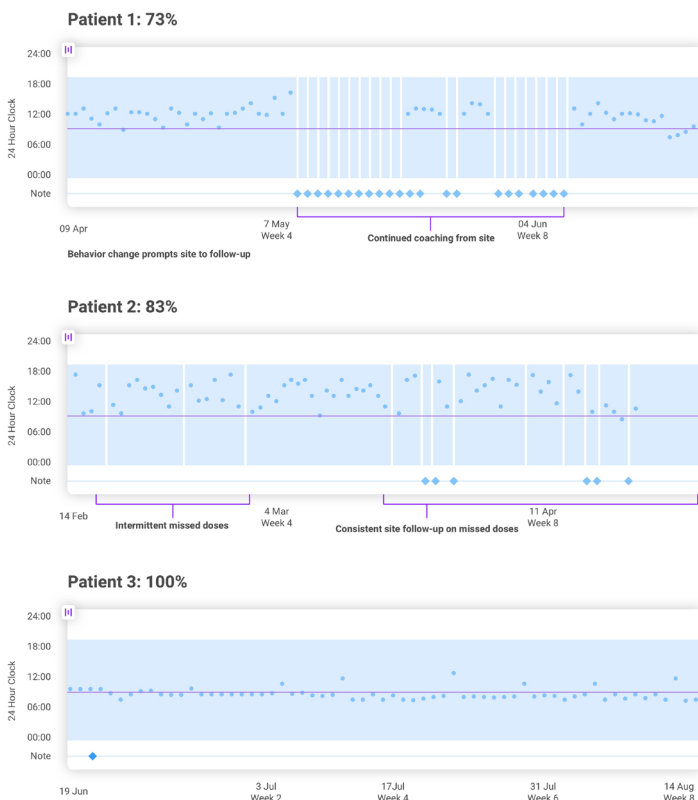 Patient 1: 73%
24:00
18:00
12:00
06:00
00:00
24 Hour Clock
Note
09 Apr
7 May
Week 4
04 Jun
Week 8
Continued coaching from site
Behavior change prompts site to follow-up
Patient 2: 83%
24:00
18:00
12:00
06:00
00:00
24 Hour Clock
Note
14 Feb
4 Mar
Week 4
11 Apr
Week 8
Intermittent missed doses
Consistent site follow-up on missed doses
Patient 3: 100%
24:00
18:00
12:00
06:00
00:00
24 Hour Clock
Note
19 Jun
3 Jul
Week 2
17Jul
Week 4
31 Jul
Week 6
14 Aug
Week 8